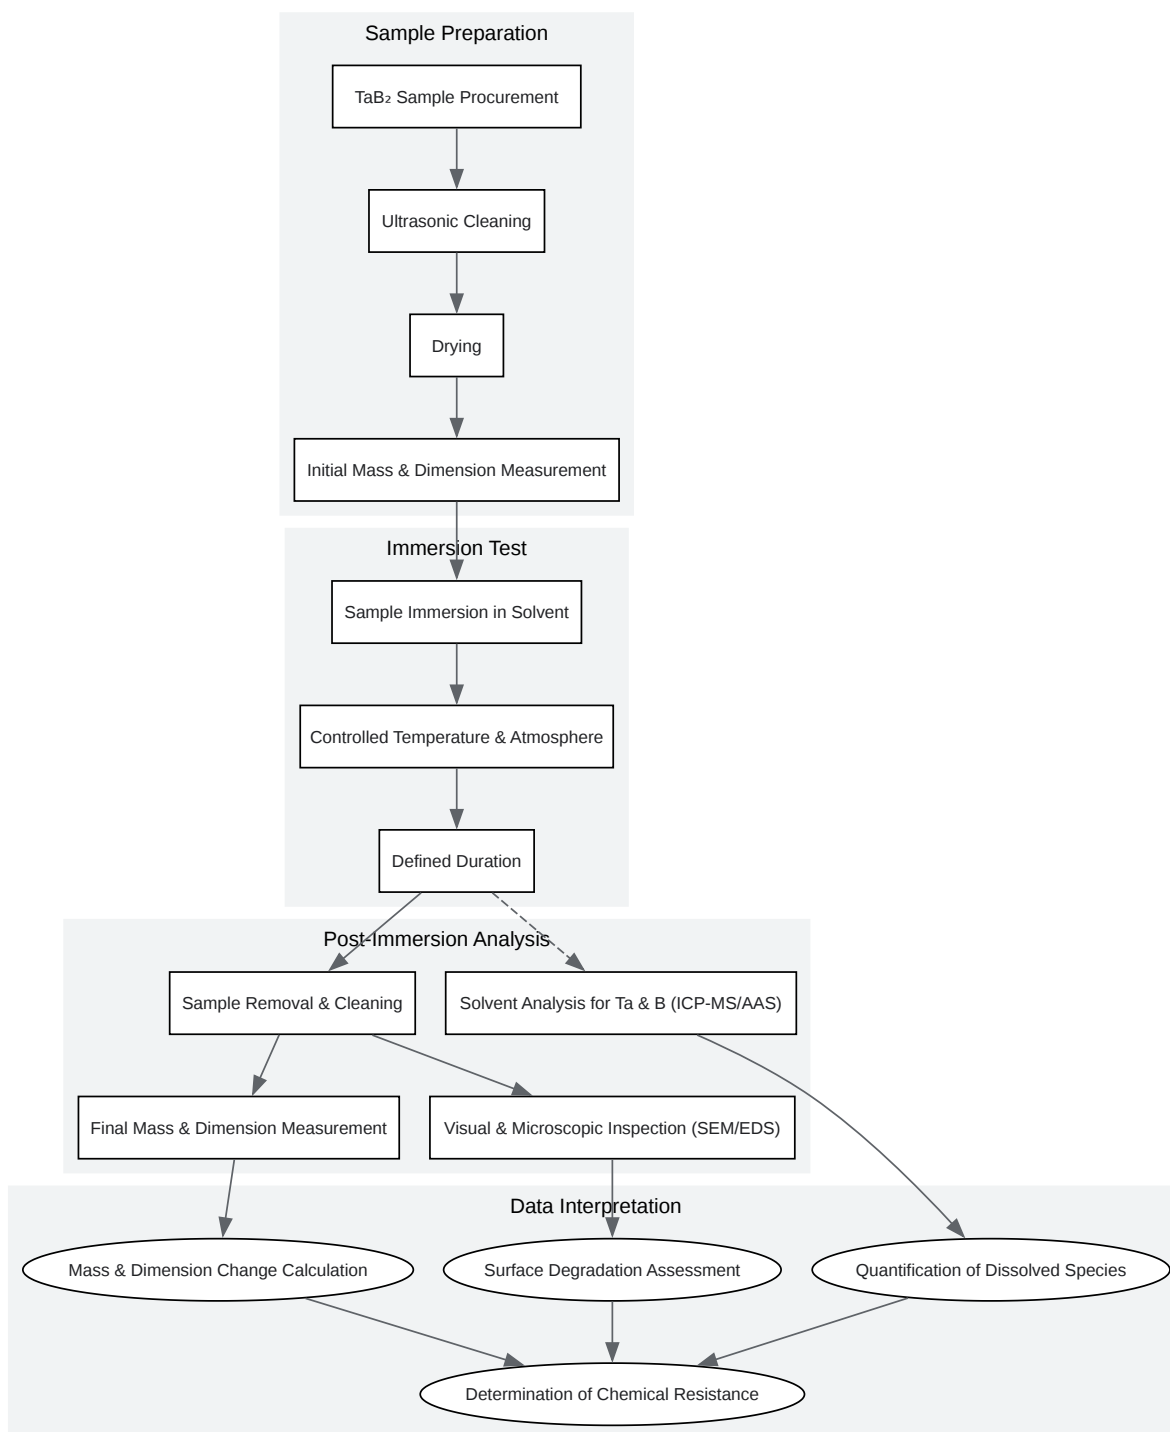 Sample Preparation
TaB₂ Sample Procurement
Ultrasonic Cleaning
Drying
Initial Mass & Dimension Measurement
Immersion Test
Sample Immersion in Solvent
Controlled Temperature & Atmosphere
Defined Duration
Post-Immersion Analysis
Sample Removal & Cleaning
Solvent Analysis for Ta & B (ICP-MS/AAS)
Final Mass & Dimension Measurement
Visual & Microscopic Inspection (SEM/EDS)
Data Interpretation
Mass & Dimension Change Calculation
Surface Degradation Assessment
Quantification of Dissolved Species
Determination of Chemical Resistance